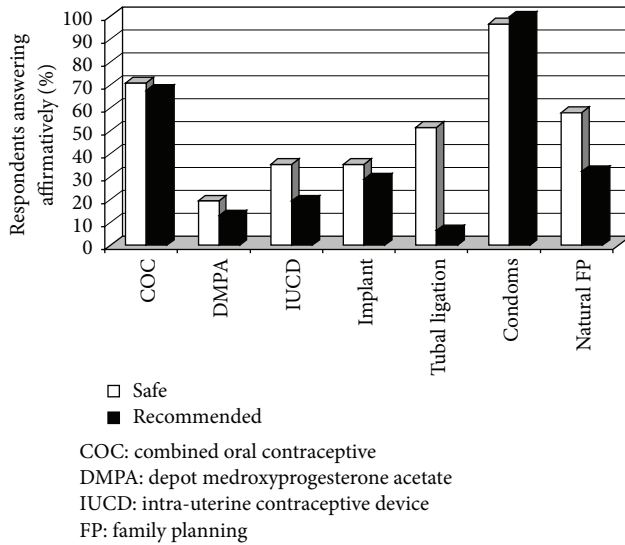 Respondents answering
affirmatively (%)
100
90
80
70
60
50
40
30
20
10
0
COC
DMPA
IUCD
Implant
Tubal ligation
Condoms
Natural FP
Safe
Recommended
COC: combined oral contraceptive
DMPA: depot medroxyprogesterone acetate
IUCD: intra-uterine contraceptive device
FP: family planning